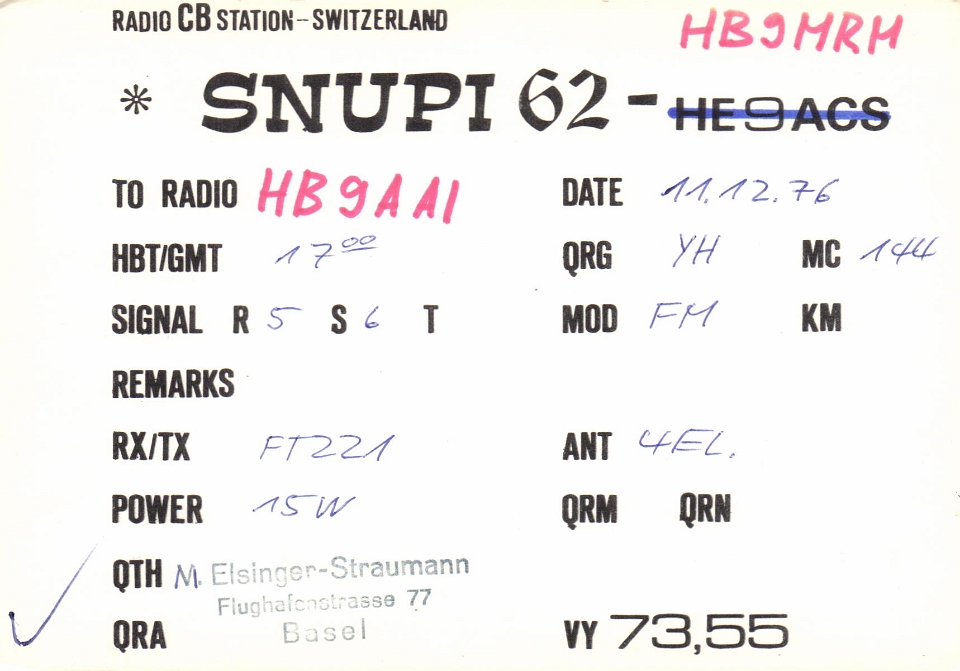 RADIO CB STATION - SWITZERLAND
HB9MRM
* SNUPI 62 - HE9ACS
TO RADIO HB9AAI DATE 11.12.76
HBT/GMT 17⁰⁰ QRG YH MC 144
SIGNAL R 5 S 6 T MOD FM KM
REMARKS
RX/TX FT221 ANT 4EL.
POWER 15W QRM QRN
QTH M. Elsinger-Straumann
Flughafenstrasse 77
QRA Basel VY 73,55